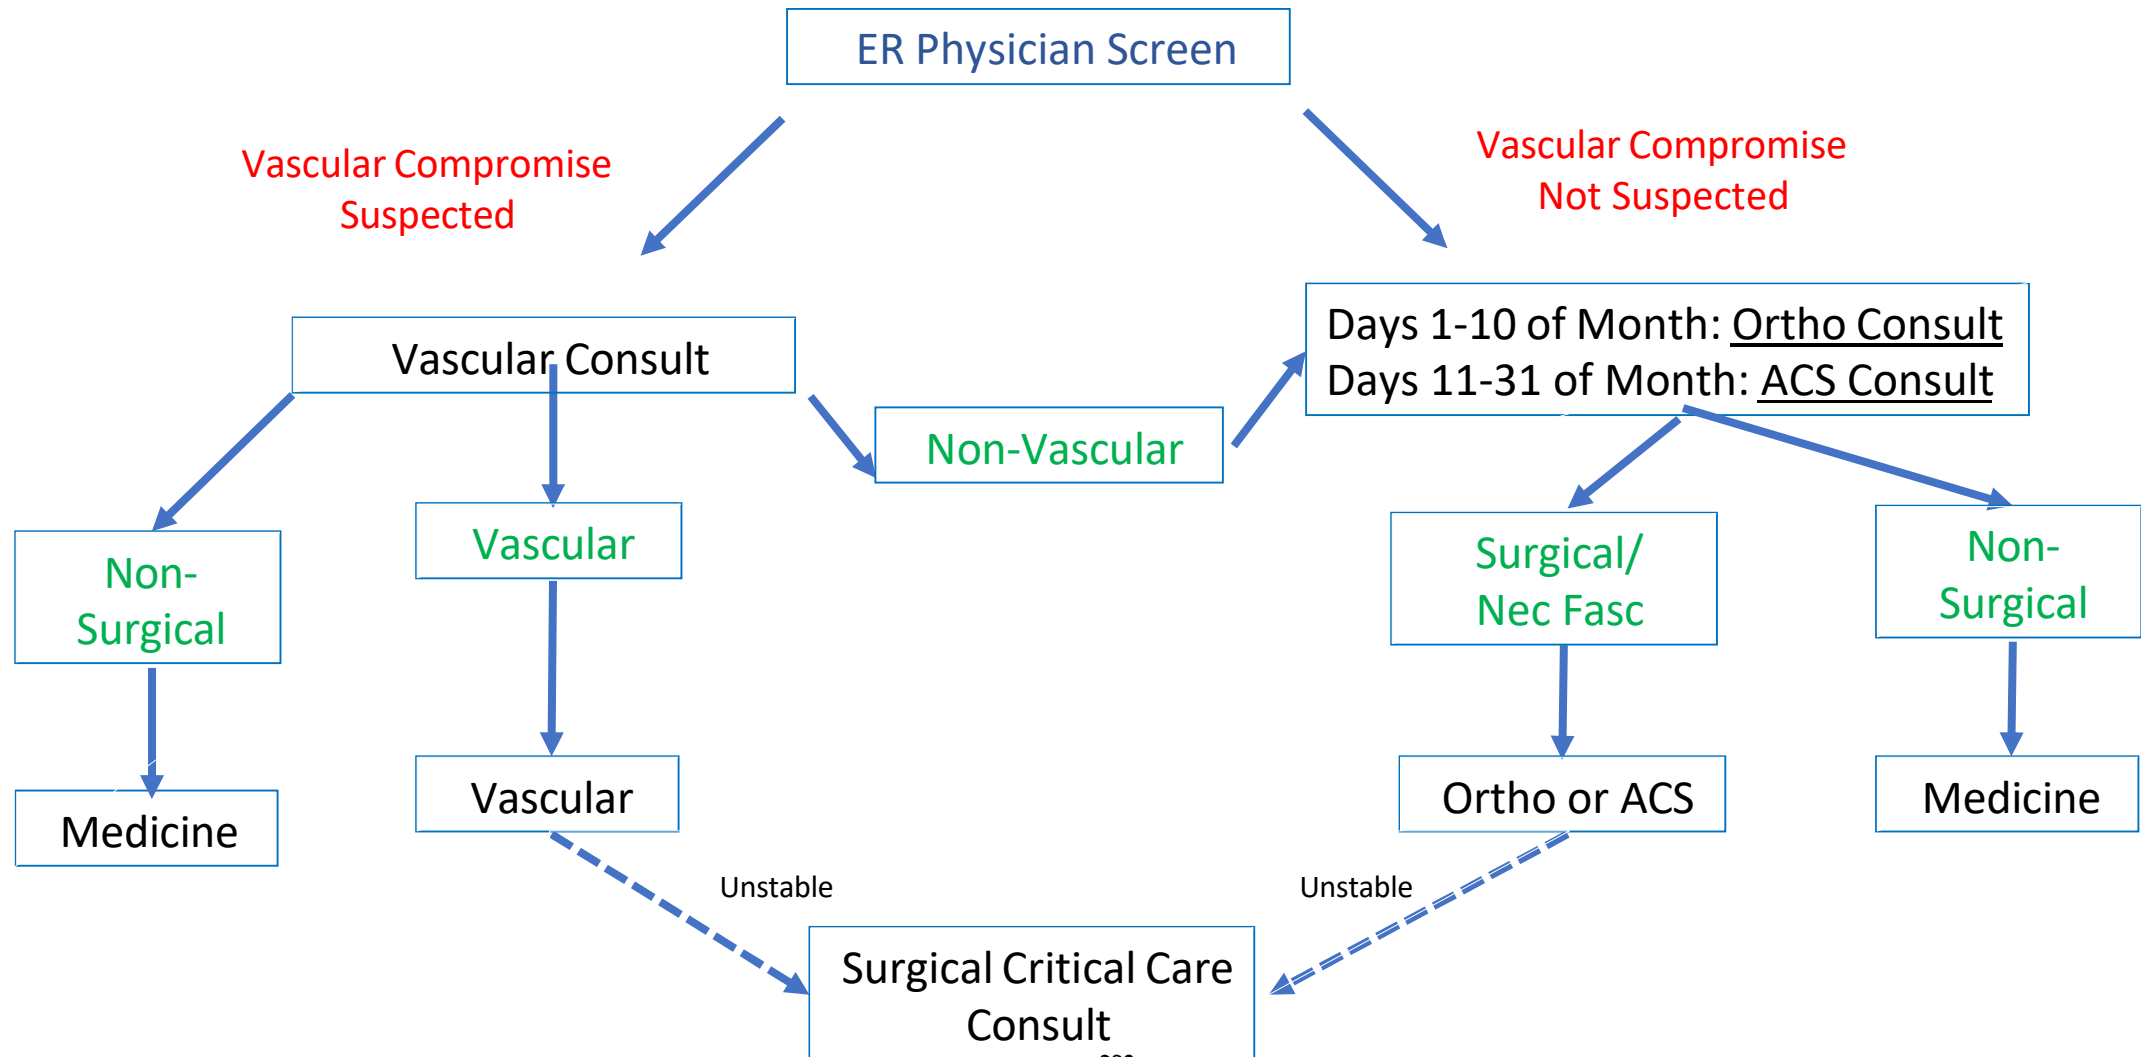 ER Physician Screen
Vascular Compromise
Suspected
Vascular Compromise
Not Suspected
Vascular Consult
Days 1-10 of Month: Ortho Consult
Days 11-31 of Month: ACS Consult
Non-Vascular
Non-
Surgical
Vascular
Surgical/
Nec Fasc
Non-
Surgical
Medicine
Vascular
Ortho or ACS
Medicine
Unstable
Unstable
Surgical Critical Care
Consult